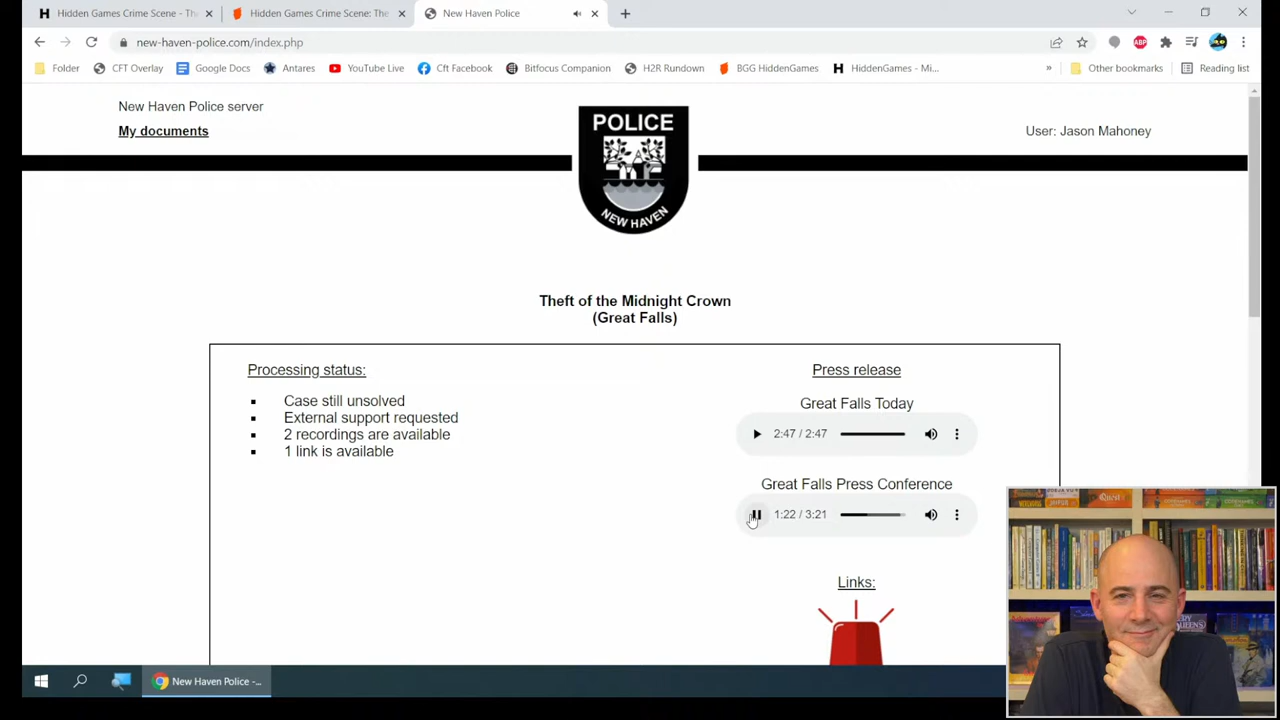 Hidden Games Crime Scene - The
Hidden Games Crime Scene: The
New Haven Police
new-haven-police.com/index.php
ABP
Folder
CFT Overlay
Google Docs
Antares
YouTube Live
Cft Facebook
Bitfocus Companion
H2R Rundown
BGG HiddenGames
HiddenGames - Mi...
»
Other bookmarks
Reading list
New Haven Police server
My documents
POLICE
NEW HAVEN
User: Jason Mahoney
Theft of the Midnight Crown
(Great Falls)
Processing status:
Case still unsolved
External support requested
2 recordings are available
1 link is available
Press release
Great Falls Today
2:47 / 2:47
Great Falls Press Conference
1:22 / 3:21
Links:
New Haven Police -...
Quest